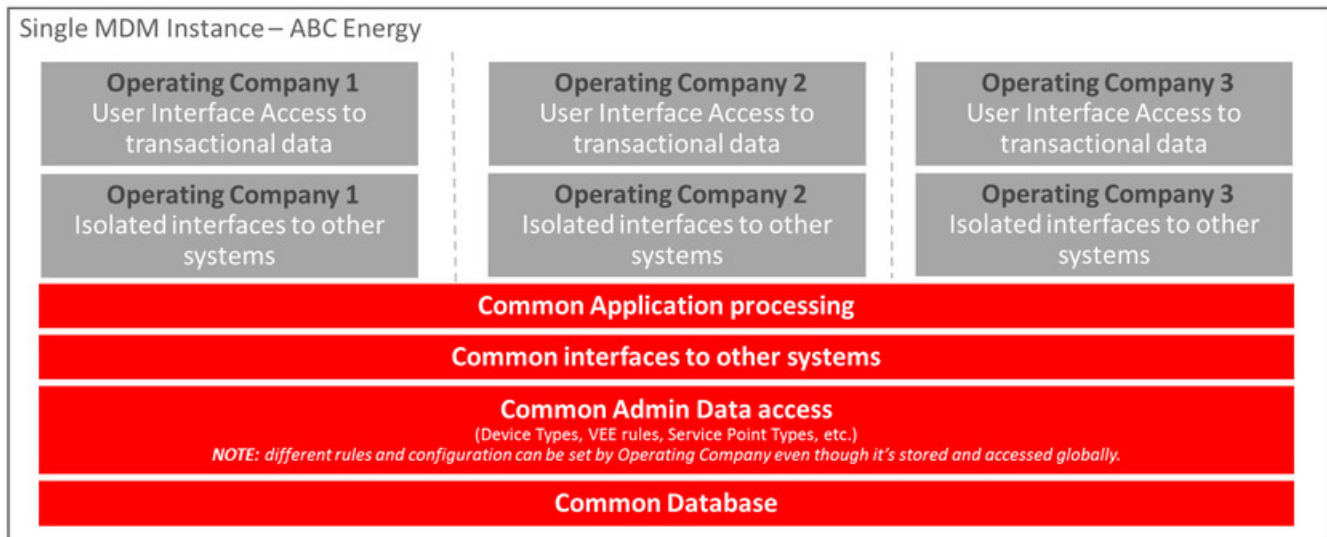 Single MDM Instance – ABC Energy
Operating Company 1
User Interface Access to
transactional data
Operating Company 2
User Interface Access to
transactional data
Operating Company 3
User Interface Access to
transactional data
Operating Company 1
Isolated interfaces to other
systems
Operating Company 2
Isolated interfaces to other
systems
Operating Company 3
Isolated interfaces to other
systems
Common Application processing
Common interfaces to other systems
Common Admin Data access
(Device Types, VEE rules, Service Point Types, etc.)
NOTE: different rules and configuration can be set by Operating Company even though it's stored and accessed globally.
Common Database